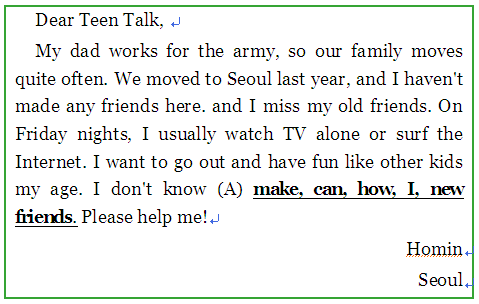 Dear Teen Talk,
My dad works for the army, so our family moves
quite often. We moved to Seoul last year, and I haven't
made any friends here. and I miss my old friends. On
Friday nights, I usually watch TV alone or surf the
Internet. I want to go out and have fun like other kids
my age. I don't know (A) make, can, how, I, new
friends. Please help me!
Homin
Seoul